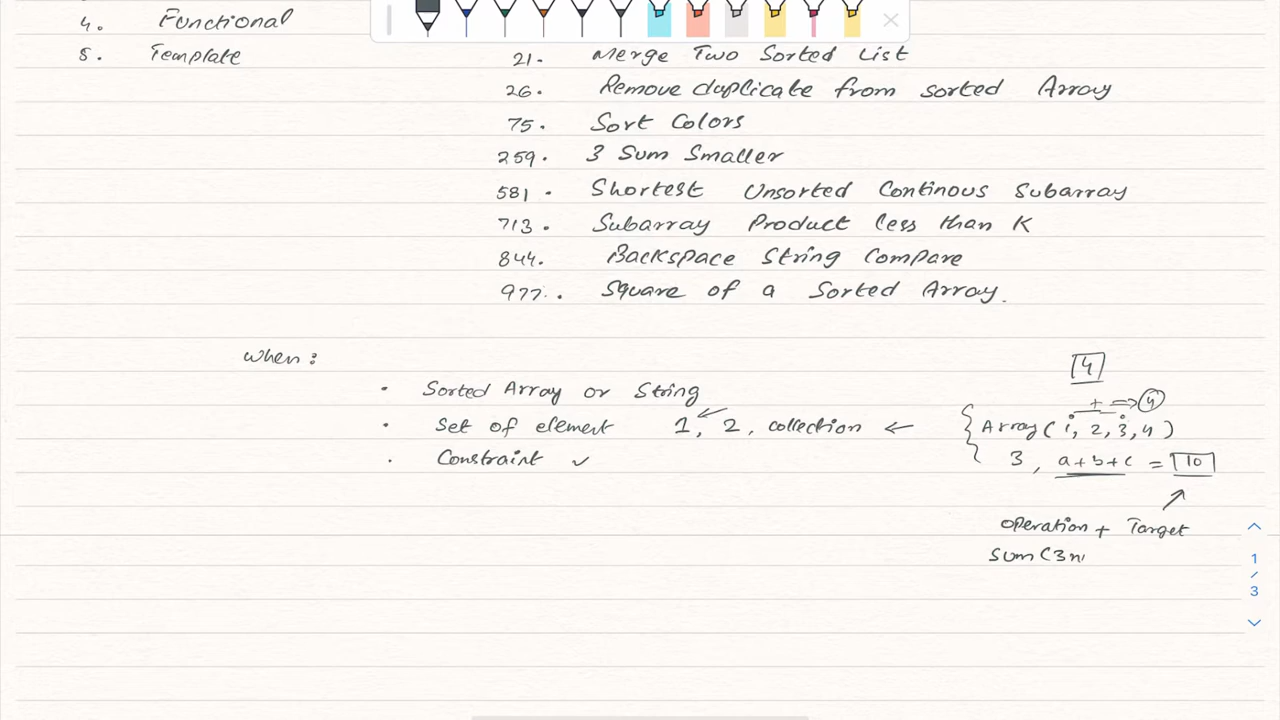 4. Functional
5. Template
21. Merge Two Sorted List
26. Remove duplicate from sorted Array
75. Sort Colors
259. 3 Sum Smaller
581. Shortest Unsorted Continous Subarray
713. Subarray Product less than K
844. Backspace String Compare
977. Square of a Sorted Array.
when:
4
. Sorted Array or String
+ => 4
. Set of element 1, 2, collection ← { Array(1, 2, 3, 4)
. Constraint ✓
3, a+b+c = 10
operation + Target
sum(3n
1
/
3